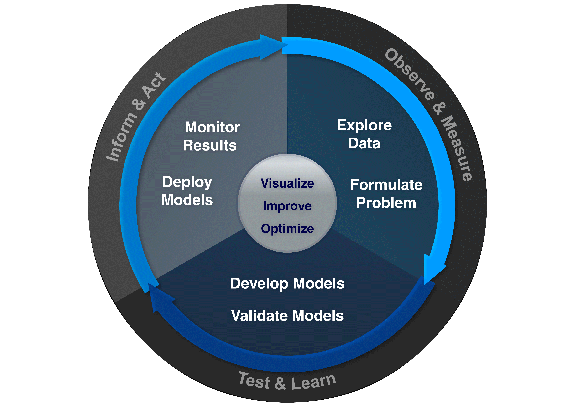 Inform & Act
Observe & Measure
Monitor
Results
Explore
Data
Deploy
Models
Formulate
Problem
Visualize
Improve
Optimize
Develop Models
Validate Models
Test & Learn